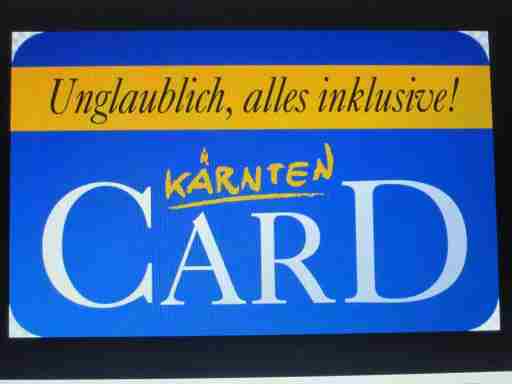 Unglaublich, alles inklusive!
KÄRNTEN
CARD